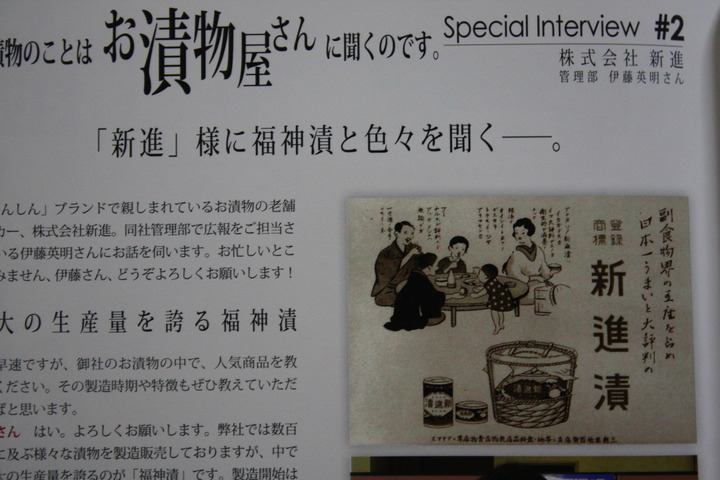 漬物のことは お漬物屋さん に聞くのです。
Special Interview #2
株式会社 新進
管理部 伊藤英明さん
「新進」様に福神漬と色々を聞く――。
んしん」ブランドで親しまれているお漬物の老舗
カー、株式会社新進。同社管理部で広報をご担当さ
いる伊藤英明さんにお話を伺います。お忙しいとこ
みません、伊藤さん、どうぞよろしくお願いします！
大の生産量を誇る福神漬
早速ですが、御社のお漬物の中で、人気商品を教
ください。その製造時期や特徴もぜひ教えていただ
ばと思います。
さん はい。よろしくお願いします。弊社では数百
に及ぶ様々な漬物を製造販売しておりますが、中で
大の生産量を誇るのが「福神漬」です。製造開始は
副食物界の王座を占め
日本一うまいと大評判の
登録
商標
新進漬